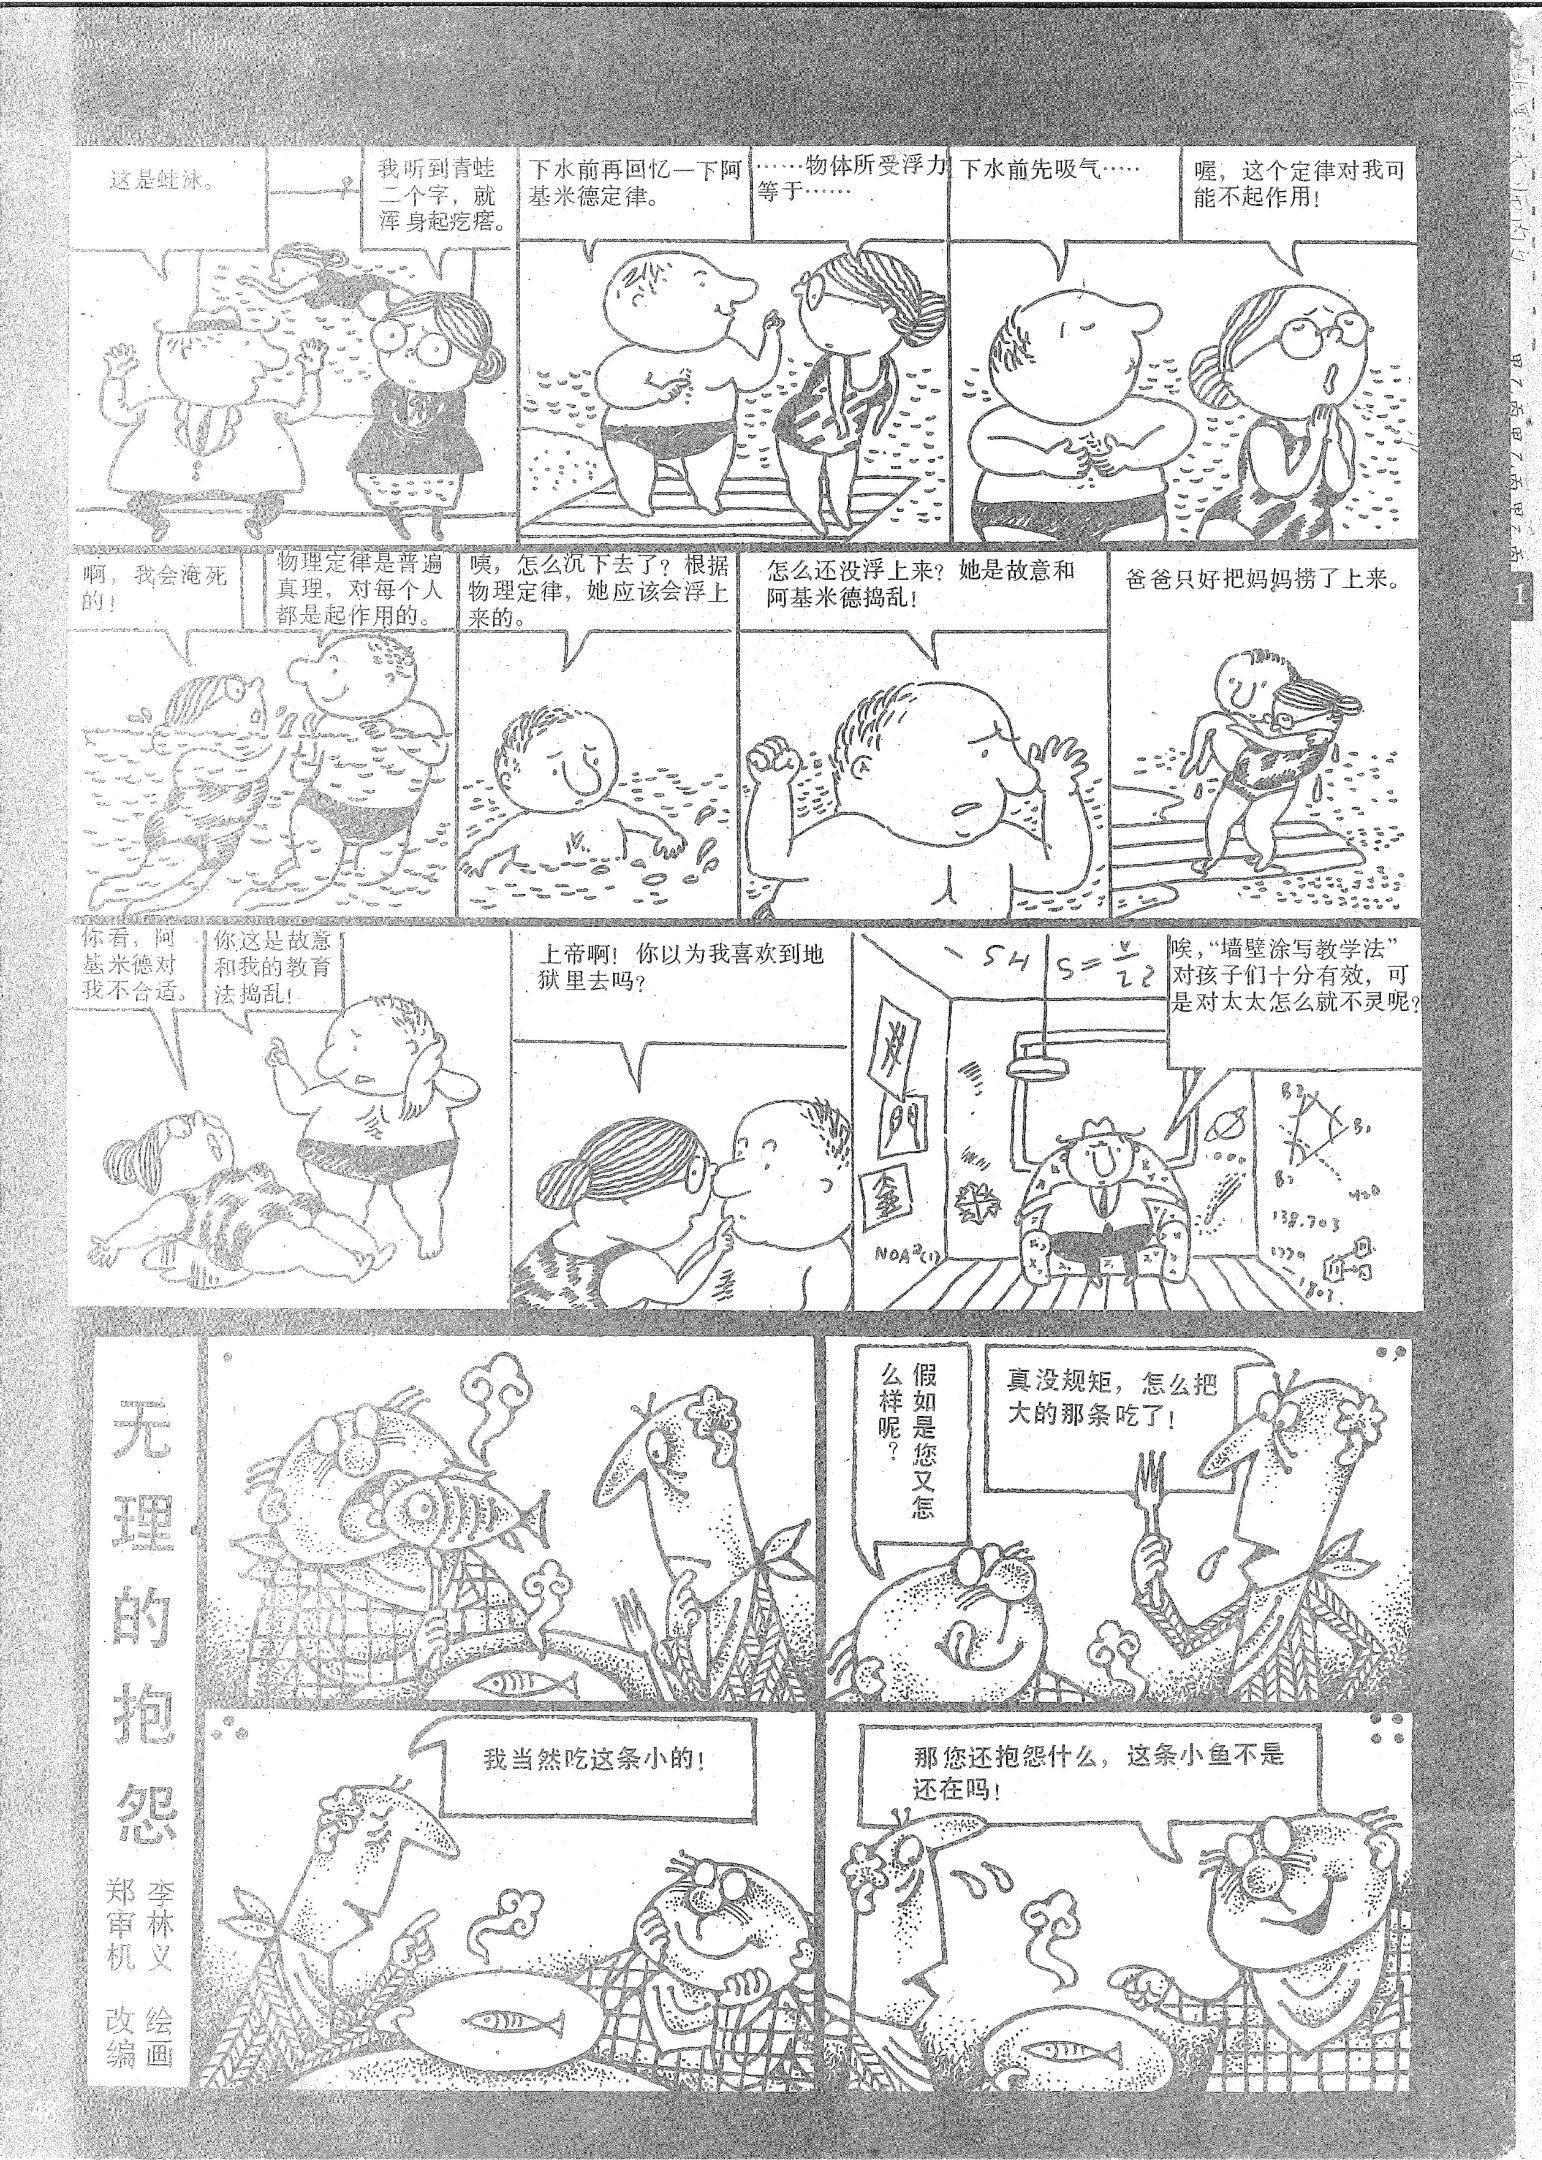 这是蛙泳。
我听到青蛙
二个字，就
浑身起疙瘩。
下水前再回忆一下阿
基米德定律。
……物体所受浮力
等于……
下水前先吸气……
喔，这个定律对我可
能不起作用！
啊，我会淹死
的！
物理定律是普遍
真理，对每个人
都是起作用的。
咦，怎么沉下去了？根据
物理定律，她应该会浮上
来的。
怎么还没浮上来？她是故意和
阿基米德捣乱！
爸爸只好把妈妈捞了上来。
你看，阿
基米德对
我不合适。
你这是故意
和我的教育
法捣乱！
上帝啊！你以为我喜欢到地
狱里去吗？
唉，“墙壁涂写教学法”
对孩子们十分有效，可
是对太太怎么就不灵呢？
54
S=
22
門
NOA²(1)
B2
B1
138.703
1803
无理的抱怨
李林义 绘画
郑审机 改编
假如是您又怎
么样呢？
真没规矩，怎么把
大的那条吃了！
我当然吃这条小的！
那您还抱怨什么，这条小鱼不是
还在吗！
48
1